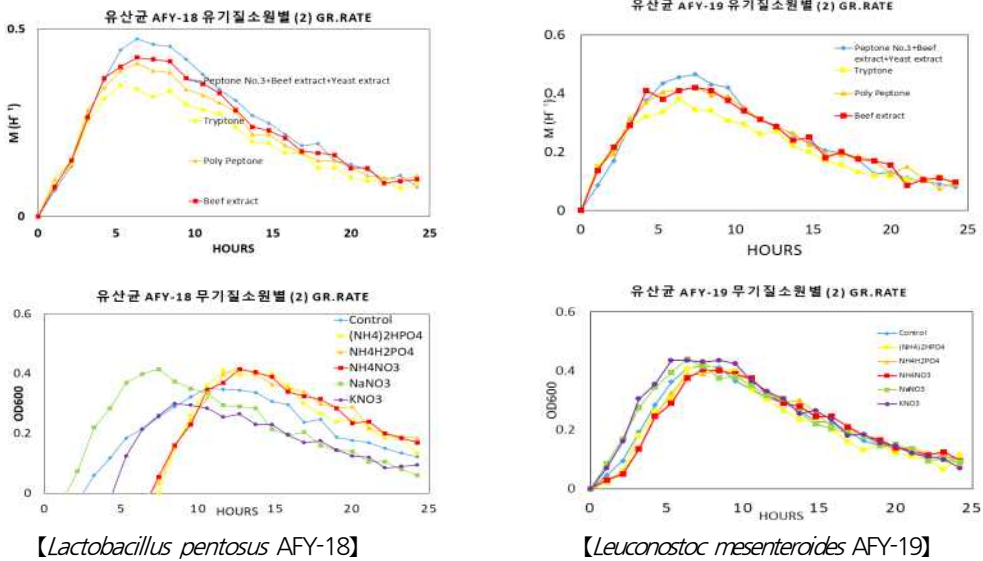 유산균 AFY-18 유기질소원별 (2) GR.RATE
0.5
M (H⁻¹)
0
Peptone No.3+Beef extract+Yeast extract
Tryptone
Poly Peptone
Beef extract
0 5 10 15 20 25
HOURS
유산균 AFY-19 유기질소원별 (2) GR.RATE
0.6
0.4
0.2
0
M (H⁻¹)
Peptone No.3+Beef
extract+Yeast extract
Tryptone
Poly Peptone
Beef extract
0 5 10 15 20 25
HOURS
유산균 AFY-18 무기질소원별 (2) GR.RATE
0.6
0.4
0.2
0
OD600
Control
(NH4)2HPO4
NH4H2PO4
NH4NO3
NaNO3
KNO3
0 5 10 15 20 25
HOURS
유산균 AFY-19 무기질소원별 (2) GR.RATE
0.6
0.4
0.2
0
OD600
Control
(NH4)2HPO4
NH4H2PO4
NH4NO3
NaNO3
KNO3
0 5 10 15 20 25
HOURS
【Lactobacillus pentosus AFY-18】
【Leuconostoc mesenteroides AFY-19】